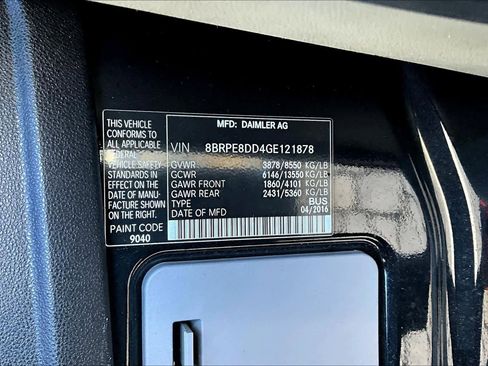 THIS VEHICLE
CONFORMS TO
ALL APPLICABLE
FEDERAL
VEHICLE SAFETY
STANDARDS IN
EFFECT ON THE
DATE OF MANU-
FACTURE SHOWN
ON THE RIGHT.
PAINT CODE
9040
MFD: DAIMLER AG
VIN 8BRPE8DD4GE121878
GVWR 3878/8550 KG/LB
GCWR 6146/13550 KG/LB
GAWR FRONT 1860/4101 KG/LB
GAWR REAR 2431/5360 KG/LB
TYPE BUS
DATE OF MFD 04/2016